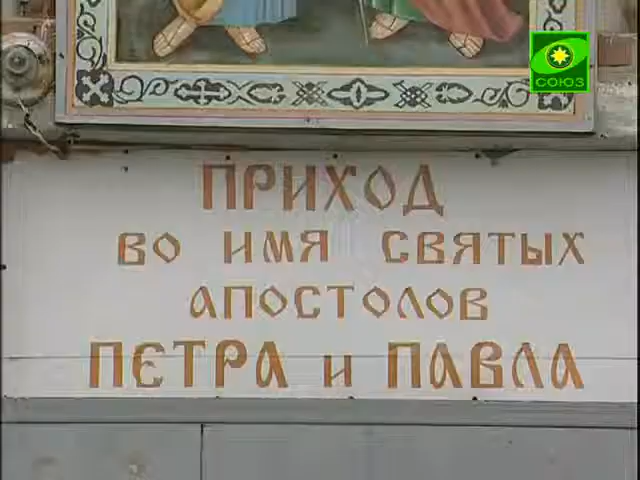 СОЮЗ
ПРИХОД
ВО ИМЯ СВЯТЫХ
АПОСТОЛОВ
ПЕТРА и ПАВЛА